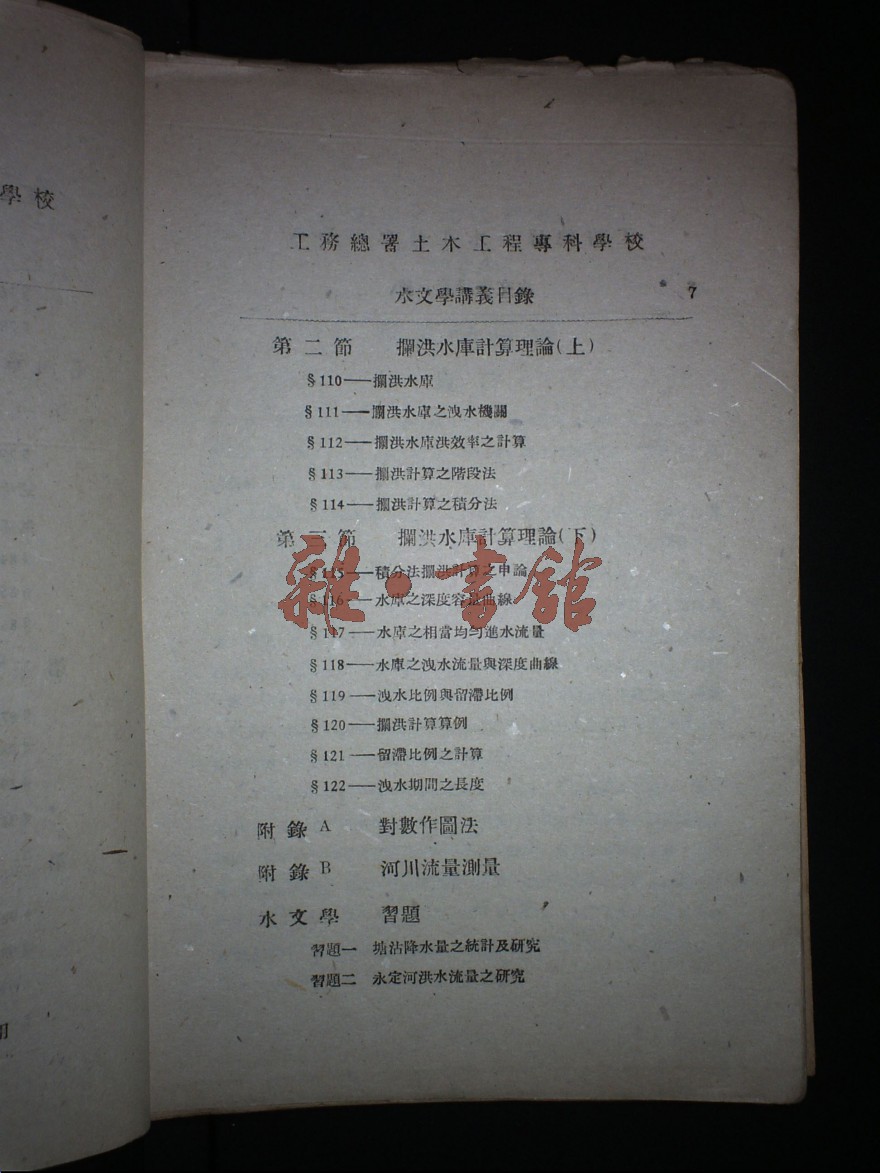 學校
工務總署土木工程專科學校
水文學講義目錄 7
第二節 攔洪水庫計算理論(上)
§110——攔洪水庫
§111——攔洪水庫之洩水機關
§112——攔洪水庫洪效率之計算
§113——攔洪計算之階段法
§114——攔洪計算之積分法
第三節 攔洪水庫計算理論(下)
§115——積分法攔洪計算之申論
§116——水庫之深度容量曲線
§117——水庫之相當均勻進水流量
§118——水庫之洩水流量與深度曲線
§119——洩水比例與留滯比例
§120——攔洪計算算例
§121——留滯比例之計算
§122——洩水期間之長度
附錄 A 對數作圖法
附錄 B 河川流量測量
水文學 習題
習題一 塘沽降水量之統計及研究
習題二 永定河洪水流量之研究
雜·書館